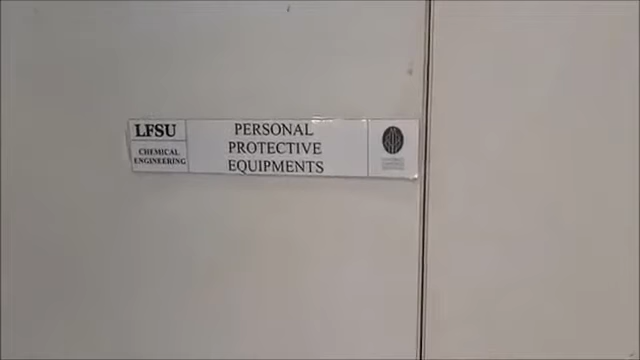 LFSU
CHEMICAL
ENGINEERING
PERSONAL
PROTECTIVE
EQUIPMENTS